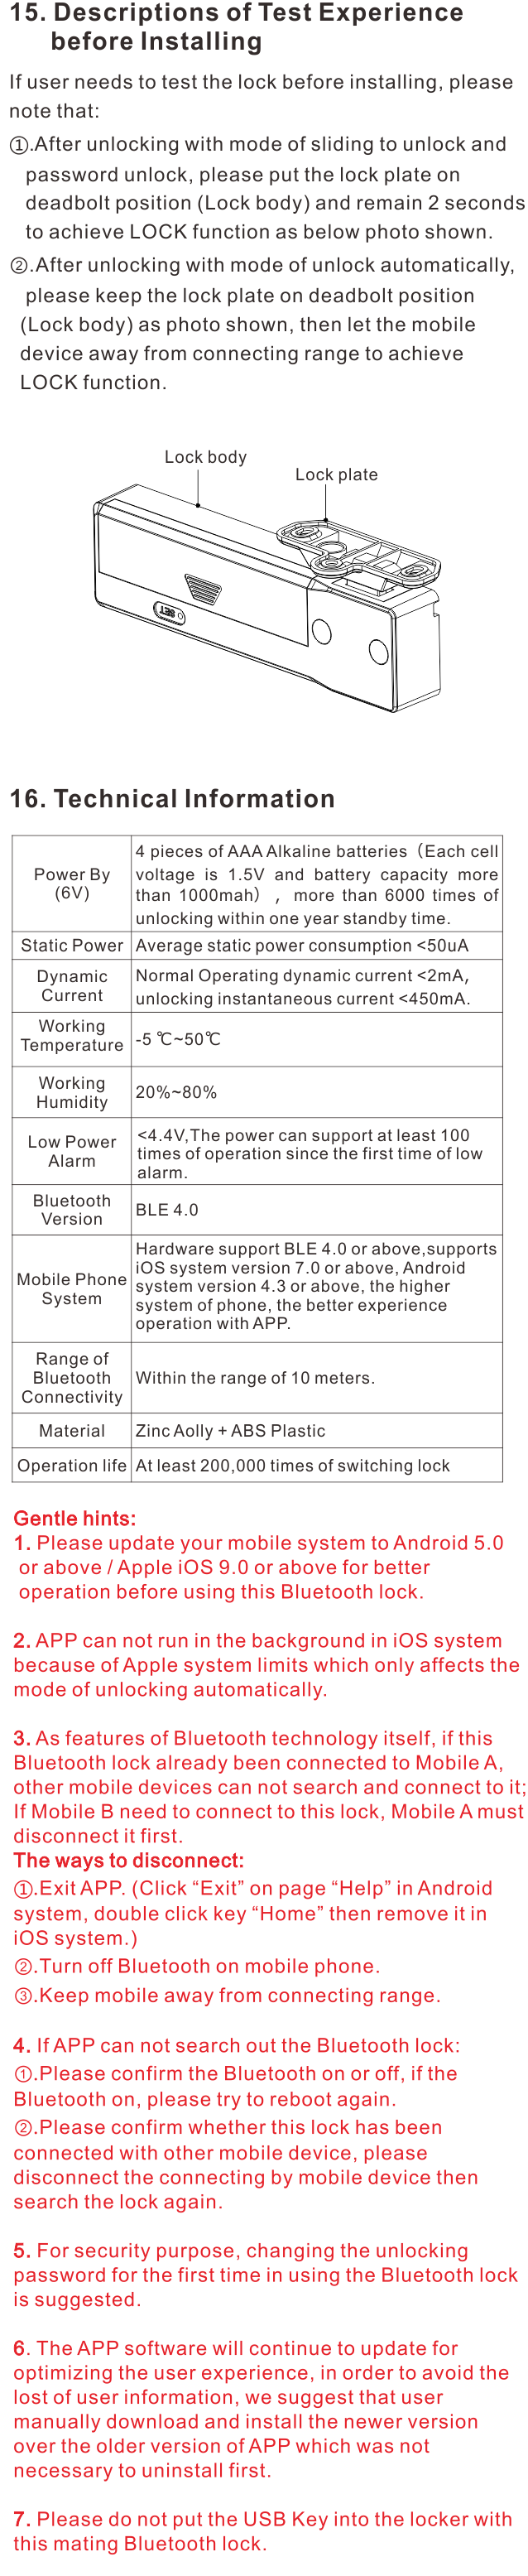 15. Descriptions of Test Experience
before Installing
If user needs to test the lock before installing, please
note that:
①.After unlocking with mode of sliding to unlock and
password unlock, please put the lock plate on
deadbolt position (Lock body) and remain 2 seconds
to achieve LOCK function as below photo shown.
②.After unlocking with mode of unlock automatically,
please keep the lock plate on deadbolt position
(Lock body) as photo shown, then let the mobile
device away from connecting range to achieve
LOCK function.
Lock body
Lock plate
SET
16. Technical Information
Power By
(6V)
4 pieces of AAA Alkaline batteries（Each cell
voltage is 1.5V and battery capacity more
than 1000mah），more than 6000 times of
unlocking within one year standby time.
Static Power
Average static power consumption <50uA
Dynamic
Current
Normal Operating dynamic current <2mA,
unlocking instantaneous current <450mA.
Working
Temperature
-5 ℃~50℃
Working
Humidity
20%~80%
Low Power
Alarm
<4.4V,The power can support at least 100
times of operation since the first time of low
alarm.
Bluetooth
Version
BLE 4.0
Mobile Phone
System
Hardware support BLE 4.0 or above,supports
iOS system version 7.0 or above, Android
system version 4.3 or above, the higher
system of phone, the better experience
operation with APP.
Range of
Bluetooth
Connectivity
Within the range of 10 meters.
Material
Zinc Aolly + ABS Plastic
Operation life
At least 200,000 times of switching lock
Gentle hints:
1. Please update your mobile system to Android 5.0
or above / Apple iOS 9.0 or above for better
operation before using this Bluetooth lock.
2. APP can not run in the background in iOS system
because of Apple system limits which only affects the
mode of unlocking automatically.
3. As features of Bluetooth technology itself, if this
Bluetooth lock already been connected to Mobile A,
other mobile devices can not search and connect to it;
If Mobile B need to connect to this lock, Mobile A must
disconnect it first.
The ways to disconnect:
①.Exit APP. (Click “Exit” on page “Help” in Android
system, double click key “Home” then remove it in
iOS system.)
②.Turn off Bluetooth on mobile phone.
③.Keep mobile away from connecting range.
4. If APP can not search out the Bluetooth lock:
①.Please confirm the Bluetooth on or off, if the
Bluetooth on, please try to reboot again.
②.Please confirm whether this lock has been
connected with other mobile device, please
disconnect the connecting by mobile device then
search the lock again.
5. For security purpose, changing the unlocking
password for the first time in using the Bluetooth lock
is suggested.
6. The APP software will continue to update for
optimizing the user experience, in order to avoid the
lost of user information, we suggest that user
manually download and install the newer version
over the older version of APP which was not
necessary to uninstall first.
7. Please do not put the USB Key into the locker with
this mating Bluetooth lock.